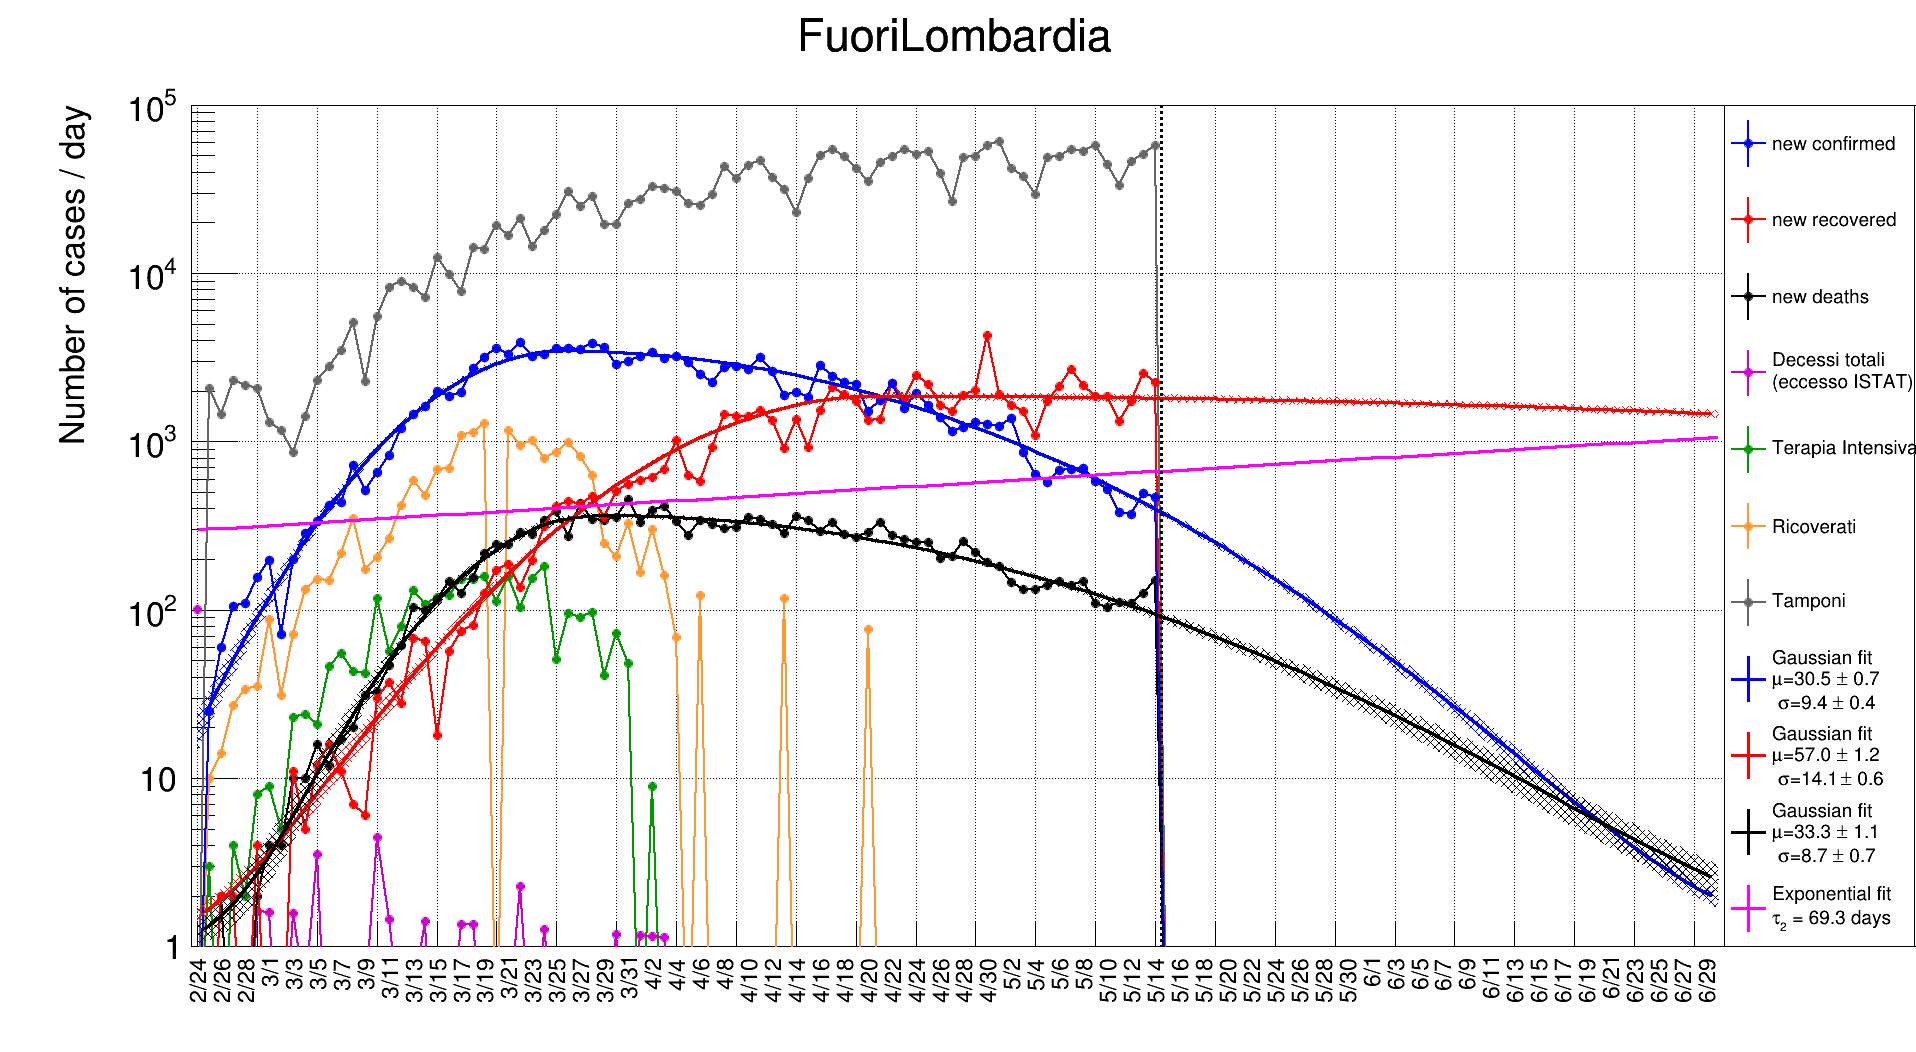 FuoriLombardia
Number of cases / day
10^5
10^4
10^3
10^2
10
1
2/24 2/26 2/28 3/1 3/3 3/5 3/7 3/9 3/11 3/13 3/15 3/17 3/19 3/21 3/23 3/25 3/27 3/29 3/31 4/2 4/4 4/6 4/8 4/10 4/12 4/14 4/16 4/18 4/20 4/22 4/24 4/26 4/28 4/30 5/2 5/4 5/6 5/8 5/10 5/12 5/14 5/16 5/18 5/20 5/22 5/24 5/26 5/28 5/30 6/1 6/3 6/5 6/7 6/9 6/11 6/13 6/15 6/17 6/19 6/21 6/23 6/25 6/27 6/29
new confirmed
new recovered
new deaths
Decessi totali
(eccesso ISTAT)
Terapia Intensiva
Ricoverati
Tamponi
Gaussian fit
μ=30.5 ± 0.7
σ=9.4 ± 0.4
Gaussian fit
μ=57.0 ± 1.2
σ=14.1 ± 0.6
Gaussian fit
μ=33.3 ± 1.1
σ=8.7 ± 0.7
Exponential fit
τ₂ = 69.3 days